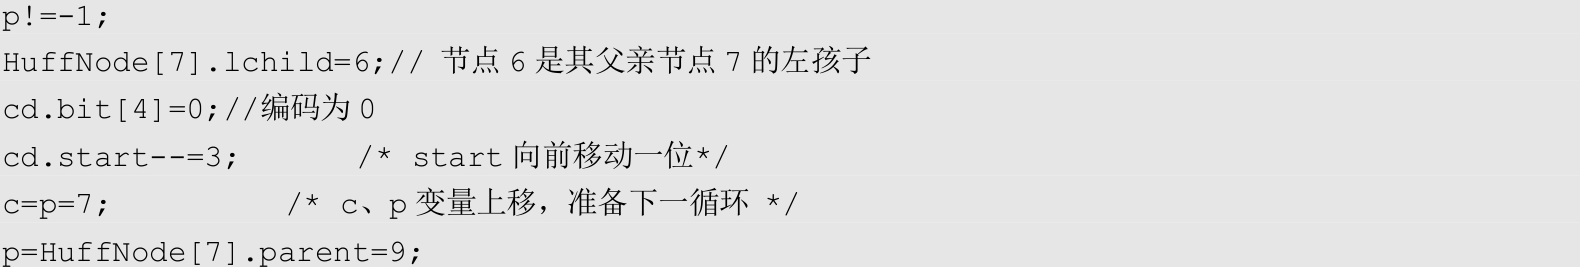 p!=-1;
HuffNode[7].lchild=6;// 节点 6 是其父亲节点 7 的左孩子
cd.bit[4]=0;//编码为 0
cd.start--=3;      /* start 向前移动一位*/
c=p=7;         /* c、p 变量上移，准备下一循环 */
p=HuffNode[7].parent=9;